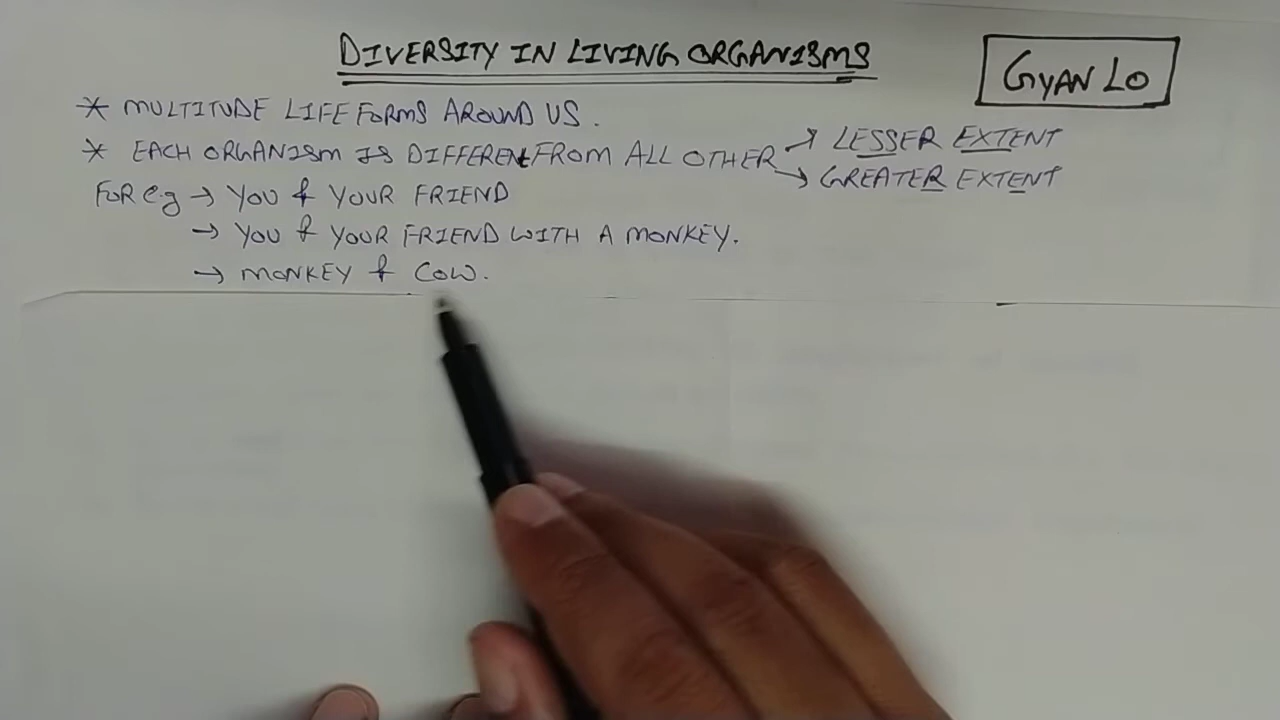 DIVERSITY IN LIVING ORGANISMS
GYAN LO
* MULTITUDE LIFE FORMS AROUND US.
* EACH ORGANISM IS DIFFERENT FROM ALL OTHER → LESSER EXTENT
→ GREATER EXTENT
FOR e.g → YOU & YOUR FRIEND
→ YOU & YOUR FRIEND WITH A MONKEY.
→ MONKEY & COW.